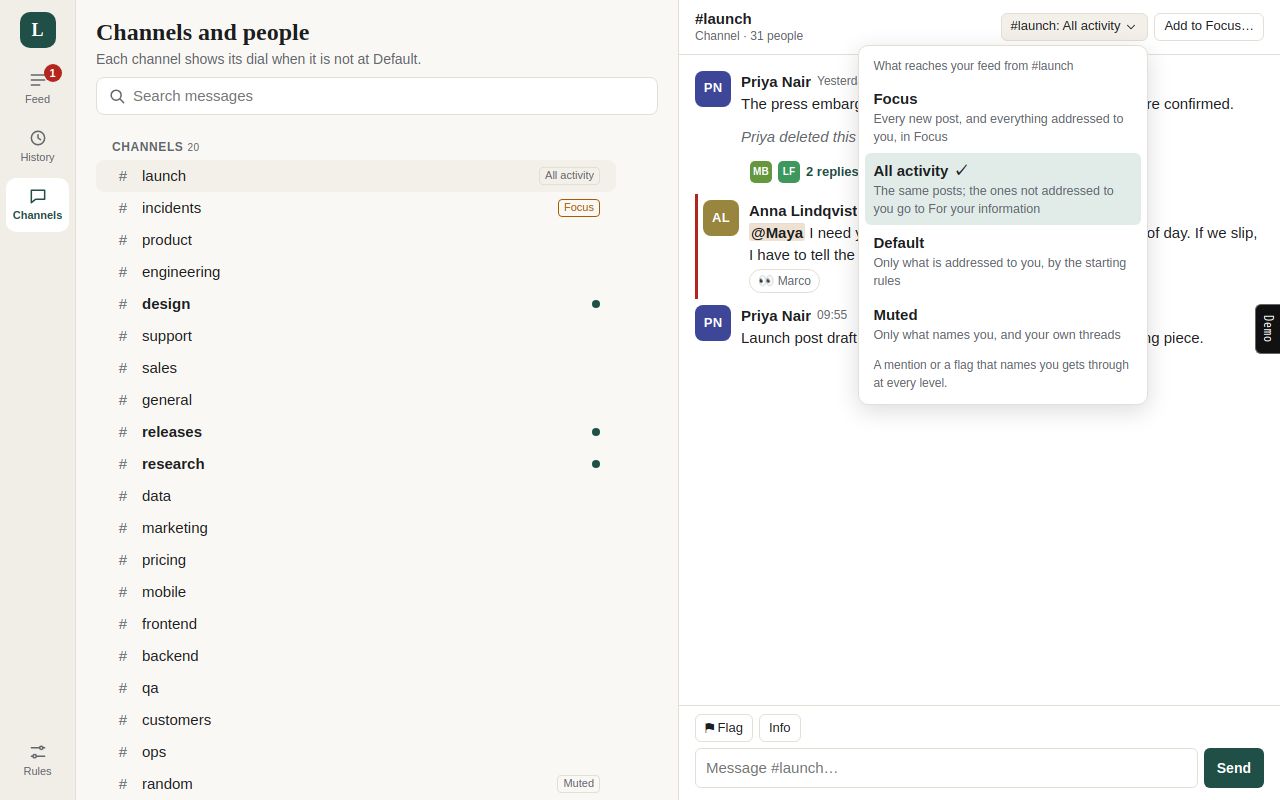 L
1
Feed
History
Channels
Rules
Channels and people
Each channel shows its dial when it is not at Default.
Search messages
CHANNELS 20
# launch All activity
# incidents Focus
# product
# engineering
# design
# support
# sales
# general
# releases
# research
# data
# marketing
# pricing
# mobile
# frontend
# backend
# qa
# customers
# ops
# random Muted
#launch
Channel · 31 people
#launch: All activity
Add to Focus…
What reaches your feed from #launch
Focus
Every new post, and everything addressed to
you, in Focus
All activity ✓
The same posts; the ones not addressed to
you go to For your information
Default
Only what is addressed to you, by the starting
rules
Muted
Only what names you, and your own threads
A mention or a flag that names you gets through
at every level.
PN Priya Nair
The press re confirmed.
Priya deleted this
MB LF 2 replies
AL Anna Lindqvist
@Maya I need of day. If we slip,
I have to tell the
👀 Marco
PN Priya Nair 09:55
Launch post draft piece.
Demo
Flag
Info
Message #launch…
Send